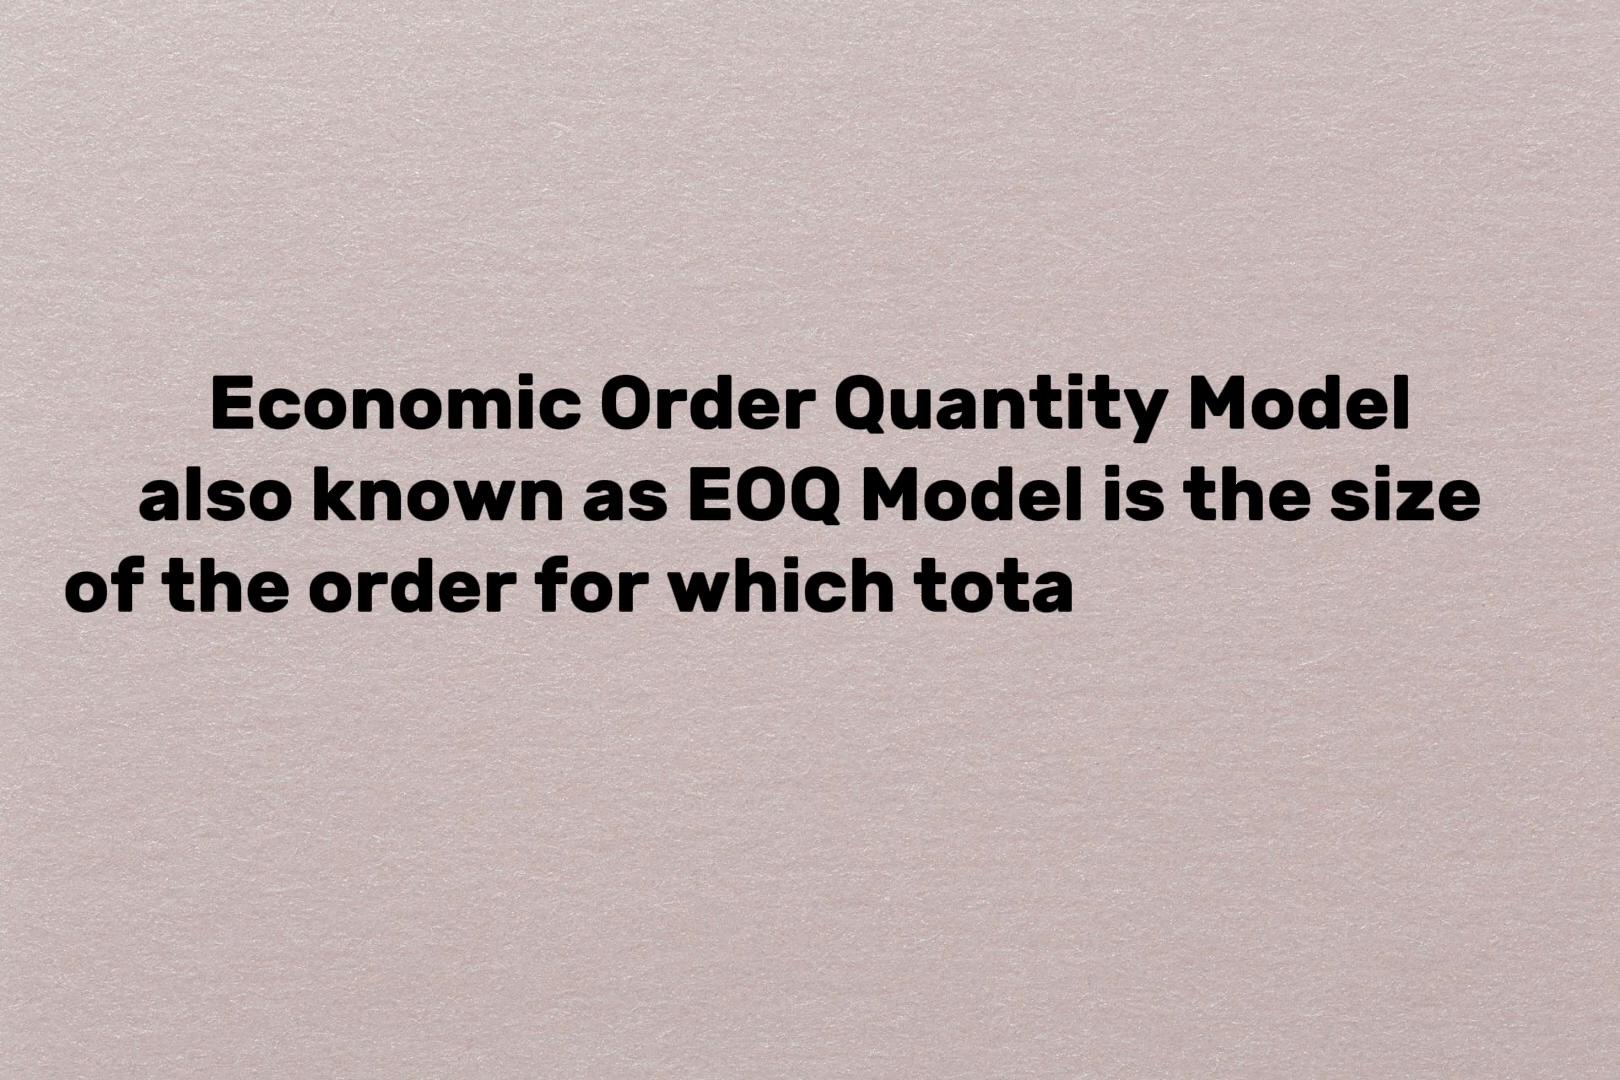 Economic Order Quantity Model
also known as EOQ Model is the size
of the order for which tota